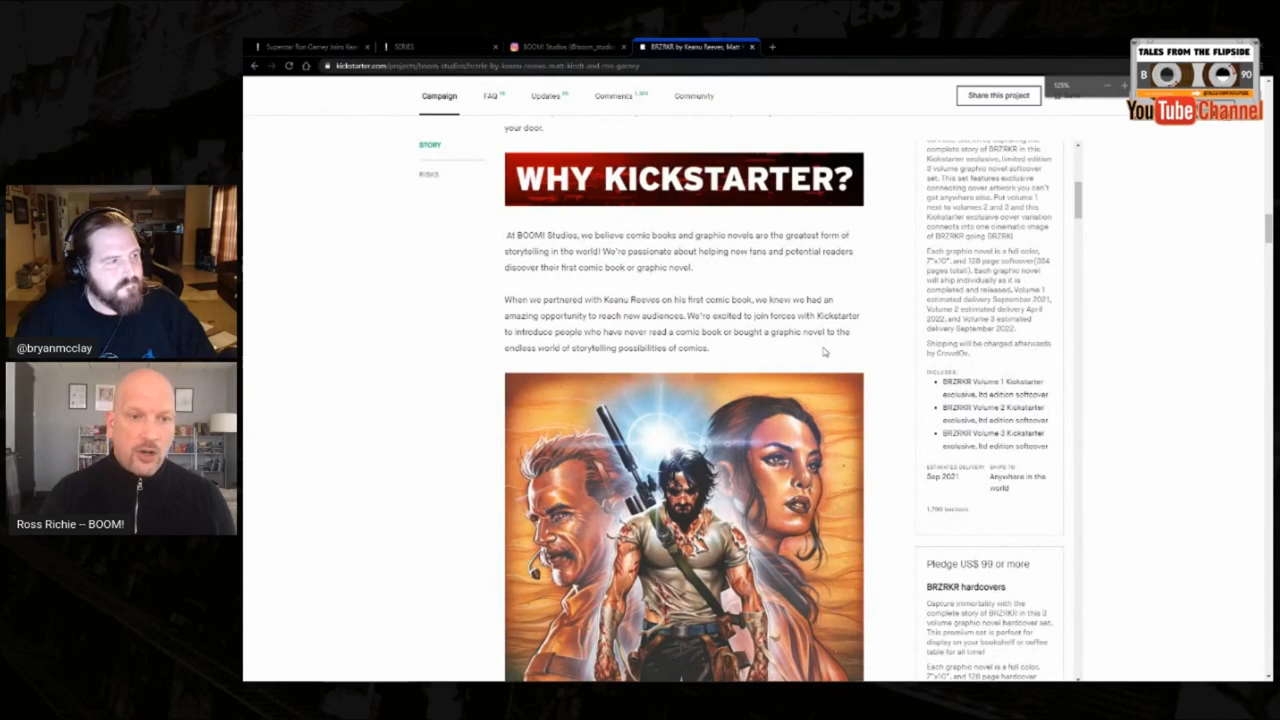 Superstar Ron Garney Joins Kea
SERIES
BOOM! Studios (@boom_studio
BRZRKR by Keanu Reeves, Matt
kickstarter.com/projects/boom-studios/brzrkr-by-keanu-reeves-matt-kindt-and-ron-garney
125%
TALES FROM THE FLIPSIDE
B
90
YouTube Channel
Campaign
FAQ
Updates
Comments
Community
Share this project
your door.
STORY
RISKS
WHY KICKSTARTER?
At BOOM! Studios, we believe comic books and graphic novels are the greatest form of
storytelling in the world! We're passionate about helping new fans and potential readers
discover their first comic book or graphic novel.
When we partnered with Keanu Reeves on his first comic book, we knew we had an
amazing opportunity to reach new audiences. We're excited to join forces with Kickstarter
to introduce people who have never read a comic book or bought a graphic novel to the
endless world of storytelling possibilities of comics.
complete story of BRZRKR in this
Kickstarter exclusive, limited edition
3 volume graphic novel softcover
set. This set features exclusive
connecting cover artwork you can't
get anywhere else. Put volume 1
next to volumes 2 and 3 and this
Kickstarter exclusive cover variation
connects into one cinematic image
of BRZRKR going BRZRK!
Each graphic novel is a full color,
7"x10", and 128 page softcover(384
pages total). Each graphic novel
will ship individually as it is
completed and released. Volume 1
estimated delivery September 2021,
Volume 2 estimated delivery April
2022, and Volume 3 estimated
delivery September 2022.
Shipping will be charged afterwards
by CrowdOx.
INCLUDES:
BRZRKR Volume 1 Kickstarter
exclusive, ltd edition softcover
BRZRKR Volume 2 Kickstarter
exclusive, ltd edition softcover
BRZRKR Volume 3 Kickstarter
exclusive, ltd edition softcover
ESTIMATED DELIVERY
SHIPS TO
Sep 2021
Anywhere in the
world
backers
Pledge US$ 99 or more
BRZRKR hardcovers
Capture immortality with the
complete story of BRZRKR in this 3
volume graphic novel hardcover set.
This premium set is perfect for
display on your bookshelf or coffee
table for all time!
Each graphic novel is a full color,
7"x10", and 128 page hardcover
@bryanmcclay
Ross Richie -- BOOM!